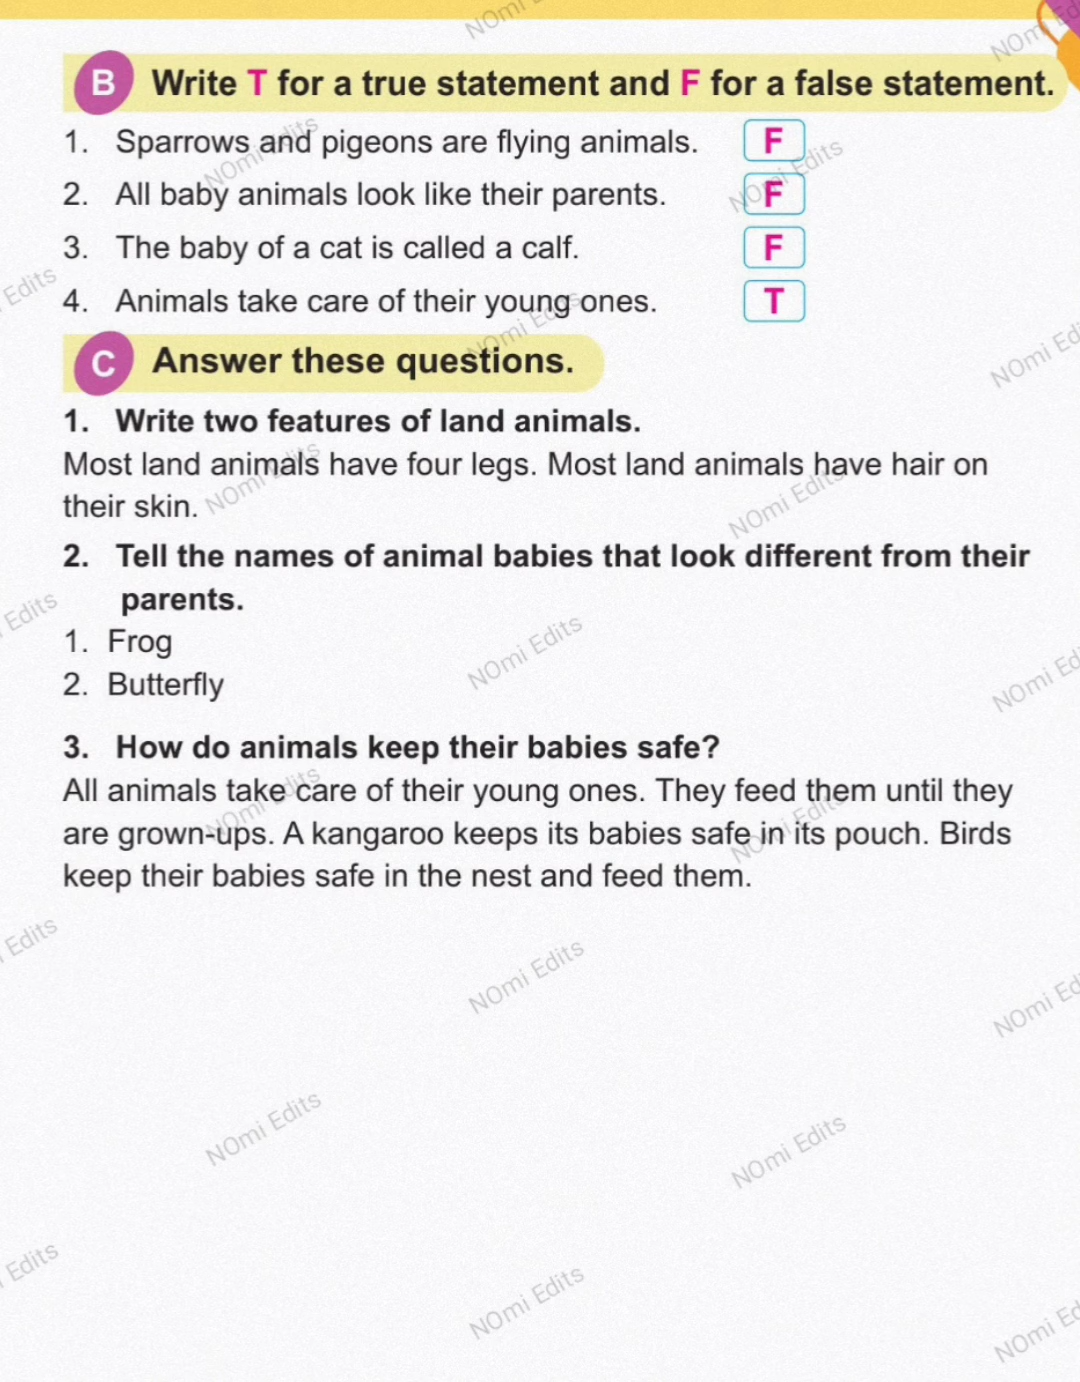 B Write T for a true statement and F for a false statement.
1. Sparrows and pigeons are flying animals. F
2. All baby animals look like their parents. F
3. The baby of a cat is called a calf. F
4. Animals take care of their young ones. T
C Answer these questions.
1. Write two features of land animals.
Most land animals have four legs. Most land animals have hair on
their skin.
2. Tell the names of animal babies that look different from their
parents.
1. Frog
2. Butterfly
3. How do animals keep their babies safe?
All animals take care of their young ones. They feed them until they
are grown-ups. A kangaroo keeps its babies safe in its pouch. Birds
keep their babies safe in the nest and feed them.
NOmi Edits